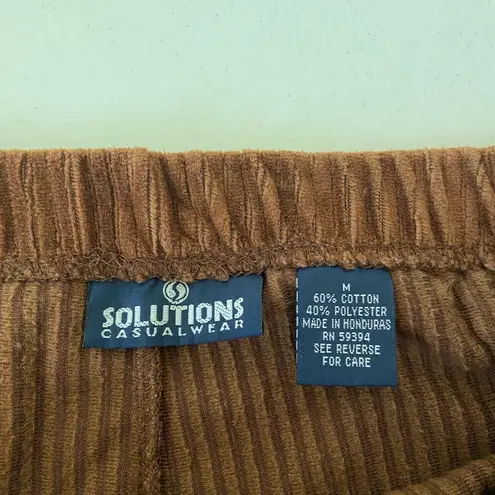 SOLUTIONS
CASUALWEAR
M
60% COTTON
40% POLYESTER
MADE IN HONDURAS
RN 59394
SEE REVERSE
FOR CARE